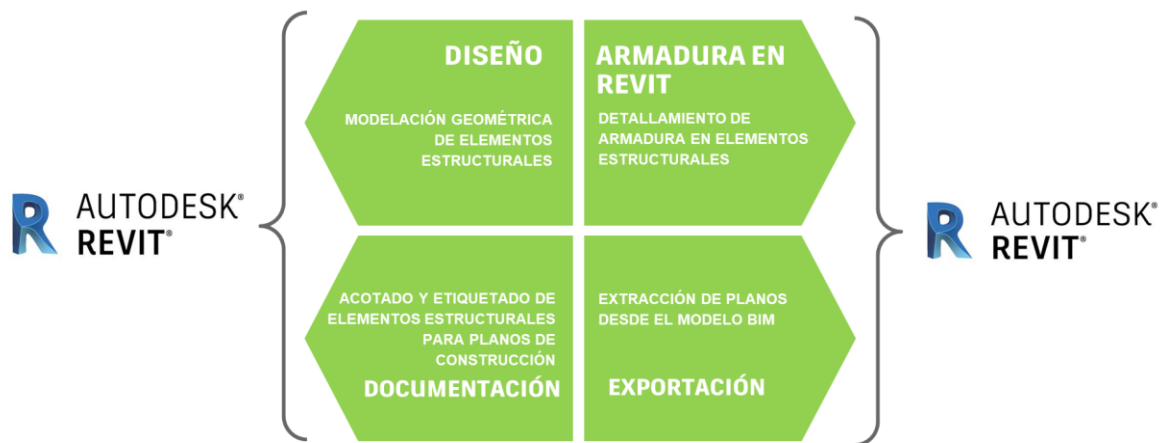 AUTODESK®
REVIT®
DISEÑO
MODELACIÓN GEOMÉTRICA
DE ELEMENTOS
ESTRUCTURALES
ARMADURA EN
REVIT
DETALLAMIENTO DE
ARMADURA EN ELEMENTOS
ESTRUCTURALES
ACOTADO Y ETIQUETADO DE
ELEMENTOS ESTRUCTURALES
PARA PLANOS DE
CONSTRUCCIÓN
DOCUMENTACIÓN
EXTRACCIÓN DE PLANOS
DESDE EL MODELO BIM
EXPORTACIÓN
AUTODESK®
REVIT®